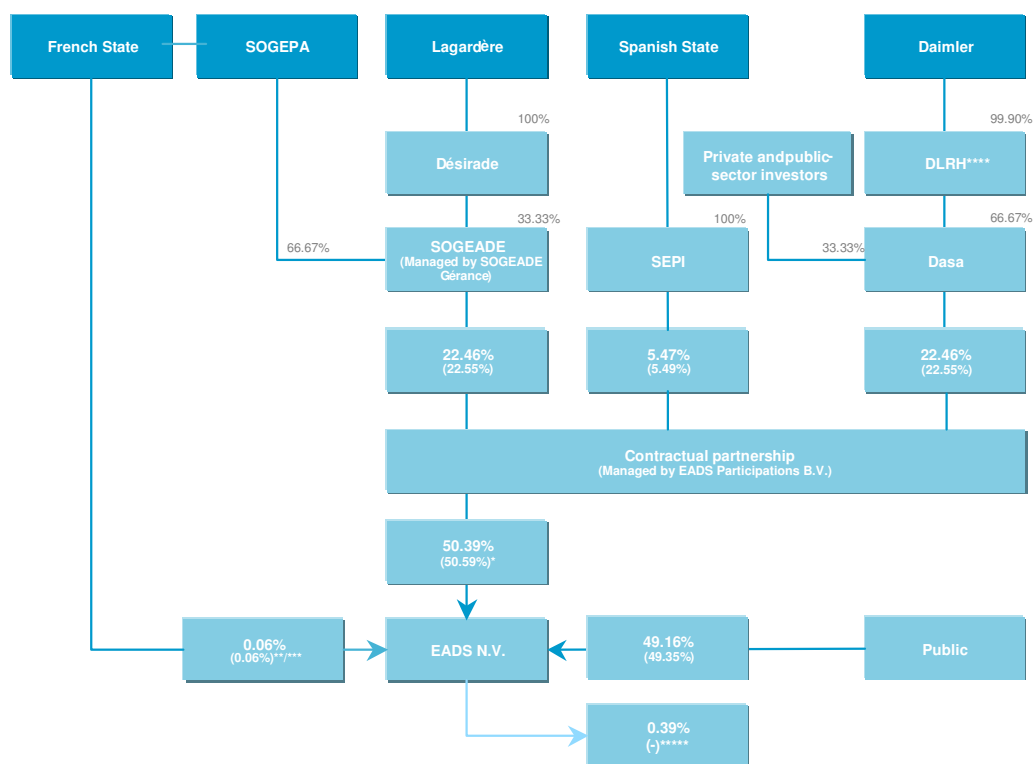 French State
SOGEPA
Lagardère
Spanish State
Daimler
100%
99.90%
Désirade
Private andpublic-
sector investors
DLRH****
33.33%
100%
66.67%
66.67%
33.33%
SOGEADE
(Managed by SOGEADE
Gérance)
SEPI
Dasa
22.46%
(22.55%)
5.47%
(5.49%)
22.46%
(22.55%)
Contractual partnership
(Managed by EADS Participations B.V.)
50.39%
(50.59%)*
0.06%
(0.06%)**/***
EADS N.V.
49.16%
(49.35%)
Public
0.39%
(-)*****